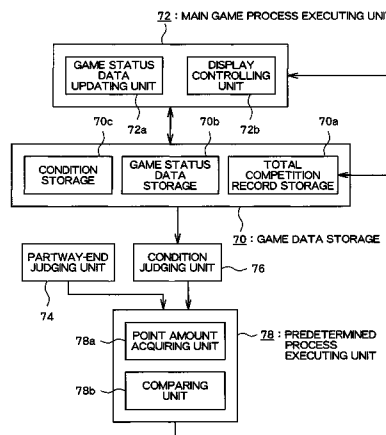 72 : MAIN GAME PROCESS EXECUTING UNIT
GAME STATUS
DATA
UPDATING UNIT
DISPLAY
CONTROLLING
UNIT
72a
72b
70c
70b
70a
CONDITION
STORAGE
GAME STATUS
DATA
STORAGE
TOTAL
COMPETITION
RECORD STORAGE
70 : GAME DATA STORAGE
PARTWAY-END
JUDGING UNIT
CONDITION
JUDGING UNIT
74
76
78a
POINT AMOUNT
ACQUIRING UNIT
78 : PREDETERMINED
PROCESS
EXECUTING UNIT
78b
COMPARING
UNIT